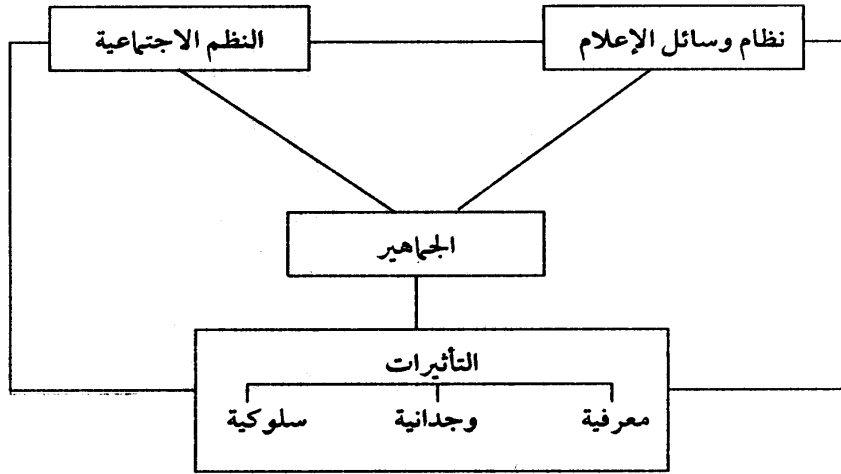 نظام وسائل الإعلام
النظم الاجتماعية
الجماهير
التأثيرات
معرفية
وجدانية
سلوكية